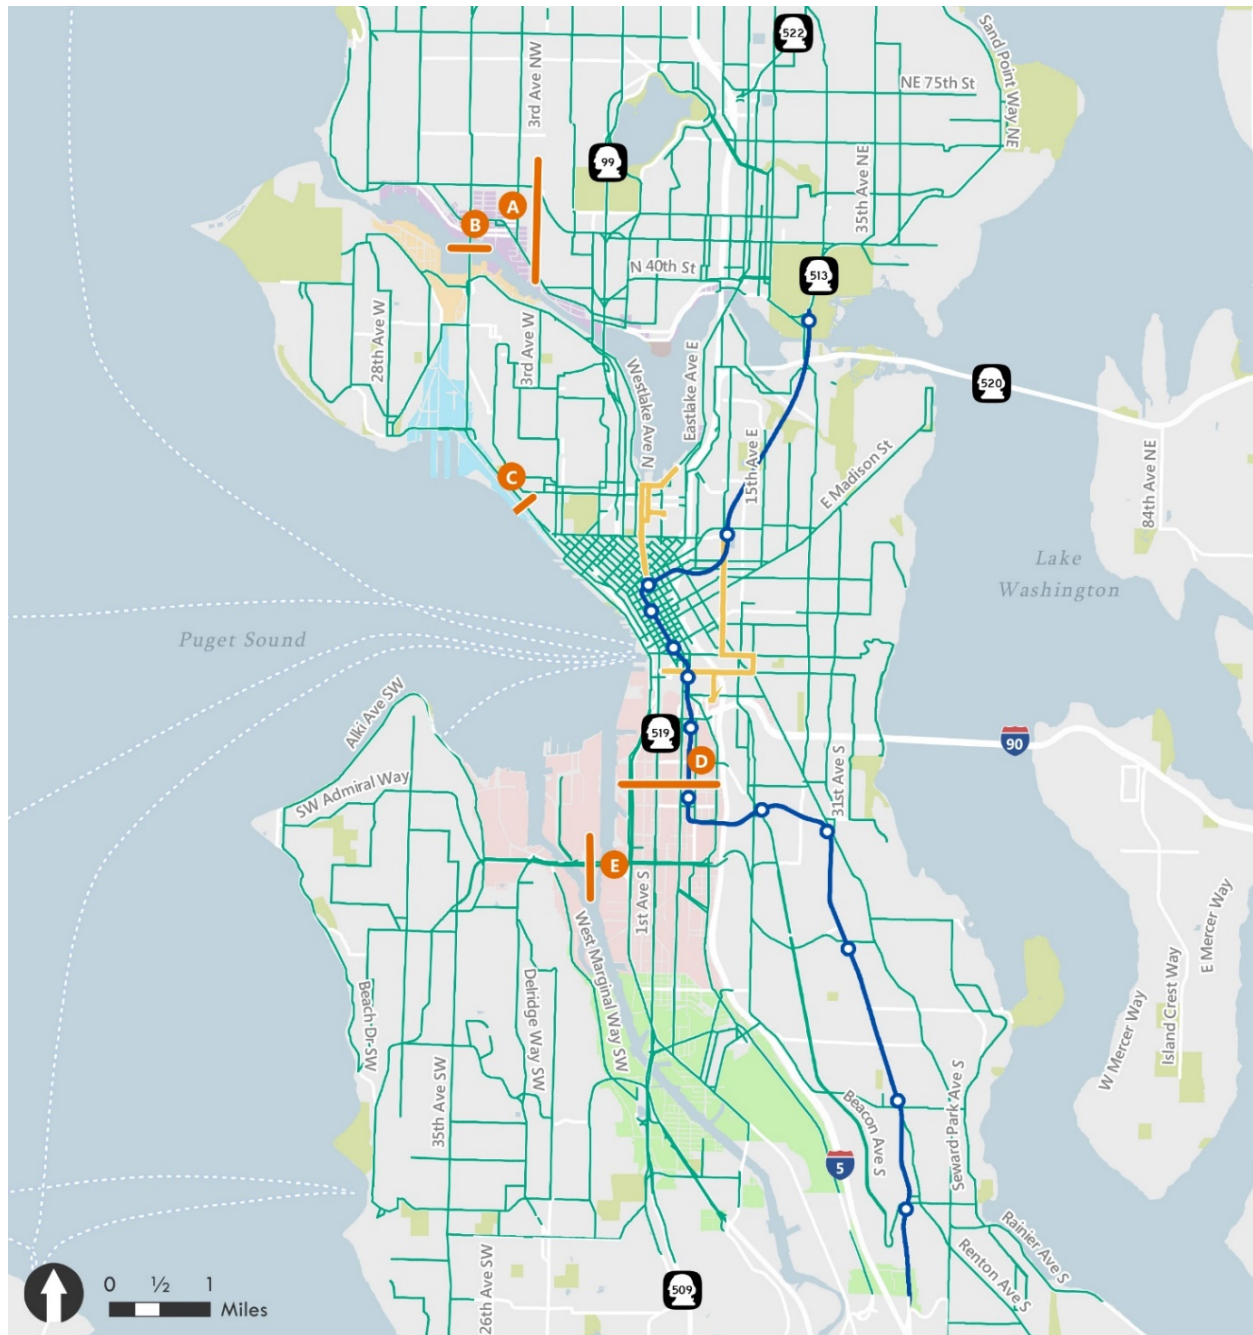 522
Sand Point Way NE
3rd Ave NW
NE 75th St
99
35th Ave NE
A
B
N 40th St
513
28th Ave W
3rd Ave W
Westlake Ave N
Eastlake Ave E
520
15th Ave E
E Madison St
84th Ave NE
C
Lake
Washington
Puget Sound
Alki Ave SW
519
90
D
SW Admiral Way
31st Ave S
E
1st Ave S
West Marginal Way SW
Delridge Way SW
Beach Dr SW
35th Ave SW
E Mercer Way
Island Crest Way
W Mercer Way
Beacon Ave S
Seward Park Ave S
5
Rainier Ave S
Renton Ave S
0 ½ 1
Miles
26th Ave SW
509